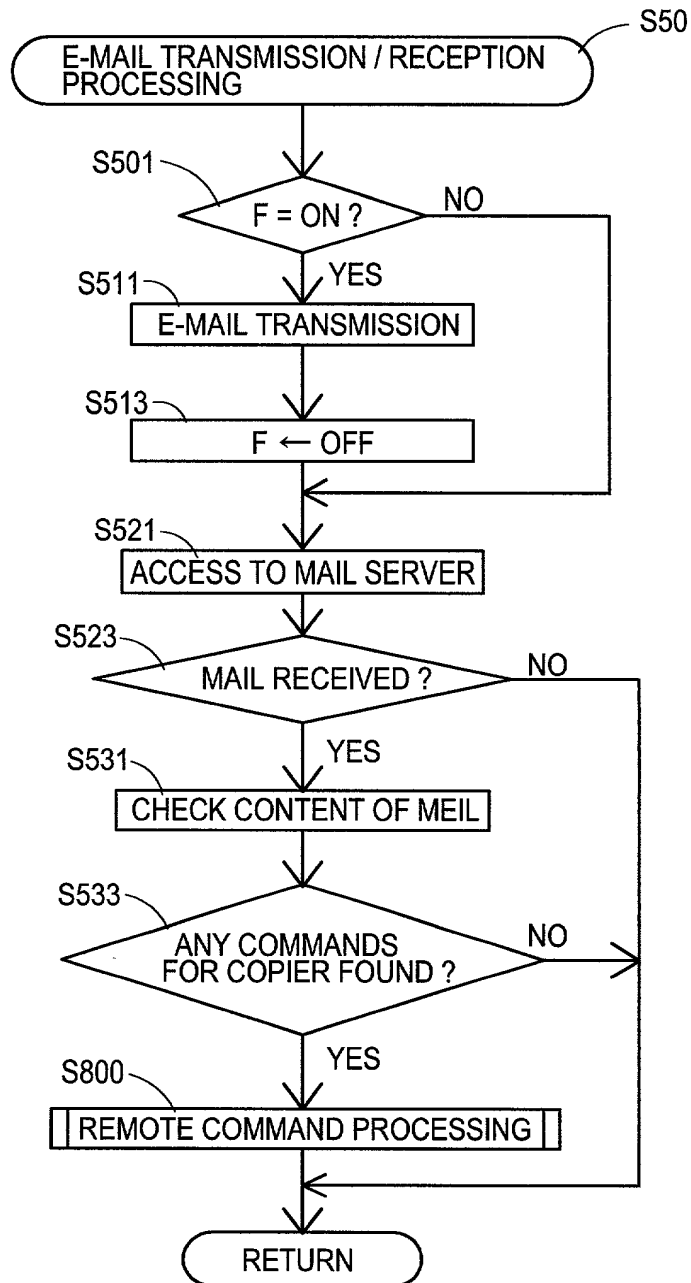 S50
E-MAIL TRANSMISSION / RECEPTION
PROCESSING
S501
F = ON ?
NO
YES
S511
E-MAIL TRANSMISSION
S513
F ← OFF
S521
ACCESS TO MAIL SERVER
S523
MAIL RECEIVED ?
NO
YES
S531
CHECK CONTENT OF MEIL
S533
ANY COMMANDS
FOR COPIER FOUND ?
NO
YES
S800
REMOTE COMMAND PROCESSING
RETURN